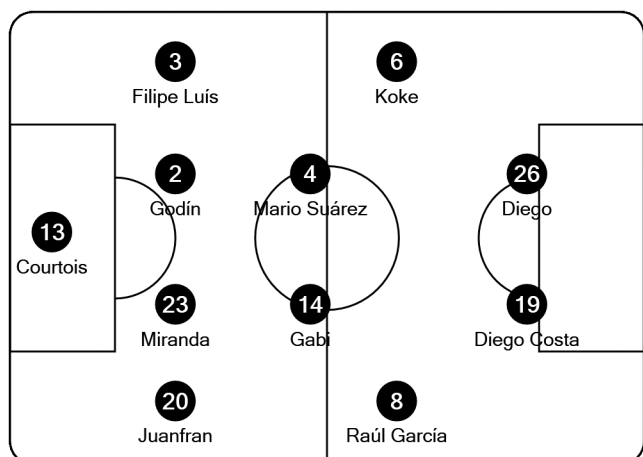 3
Filipe Luís
6
Koke
2
Godín
4
Mario Suárez
26
Diego
13
Courtois
23
Miranda
14
Gabi
19
Diego Costa
20
Juanfran
8
Raúl García